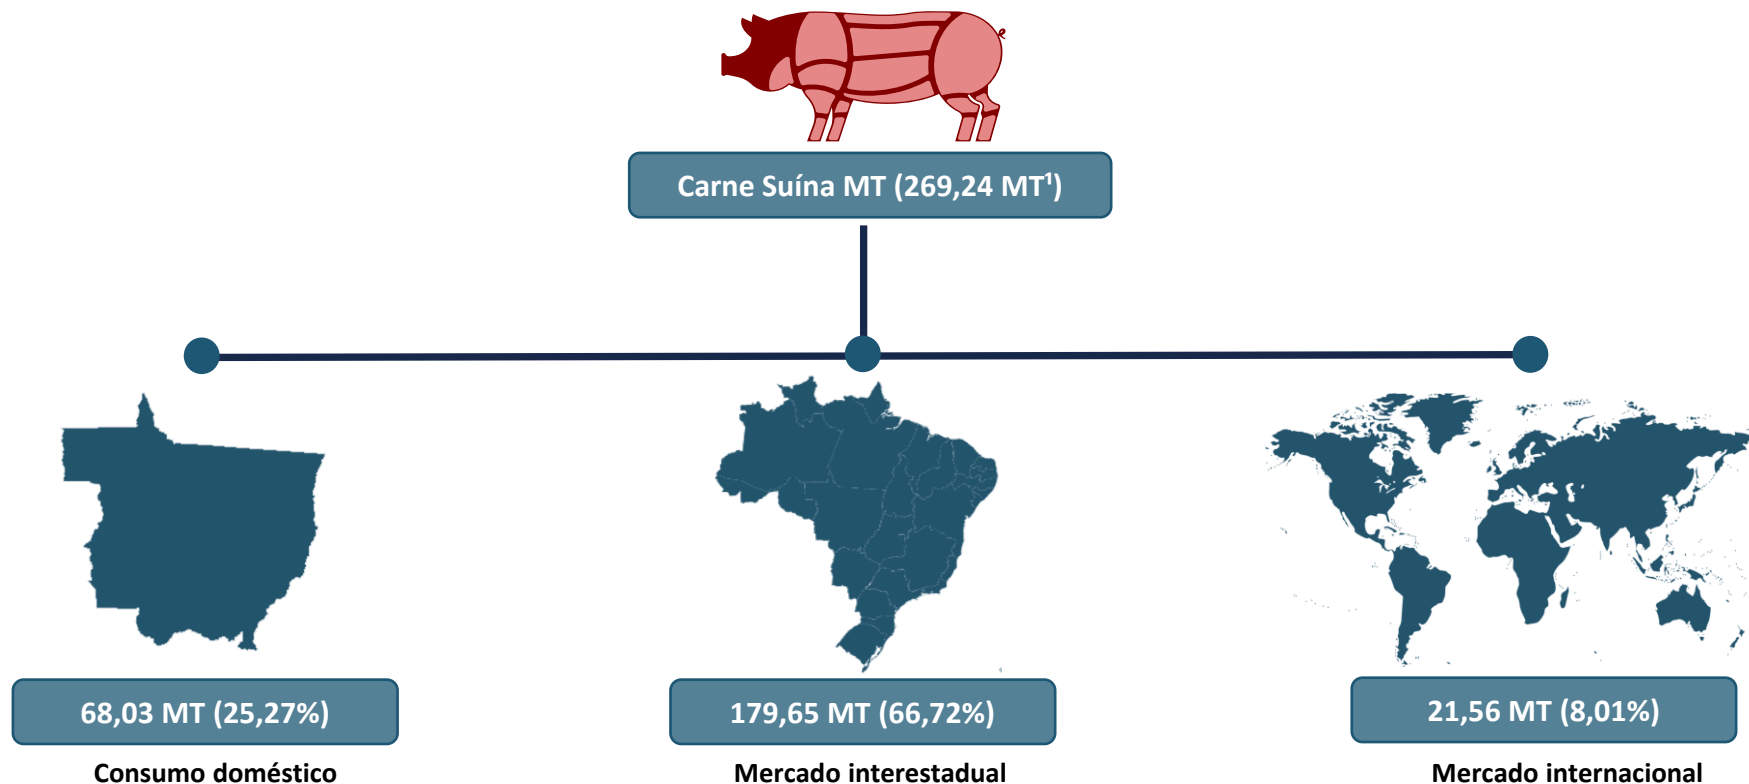 Carne Suína MT (269,24 MT¹)
68,03 MT (25,27%)
179,65 MT (66,72%)
21,56 MT (8,01%)
Consumo doméstico
Mercado interestadual
Mercado internacional